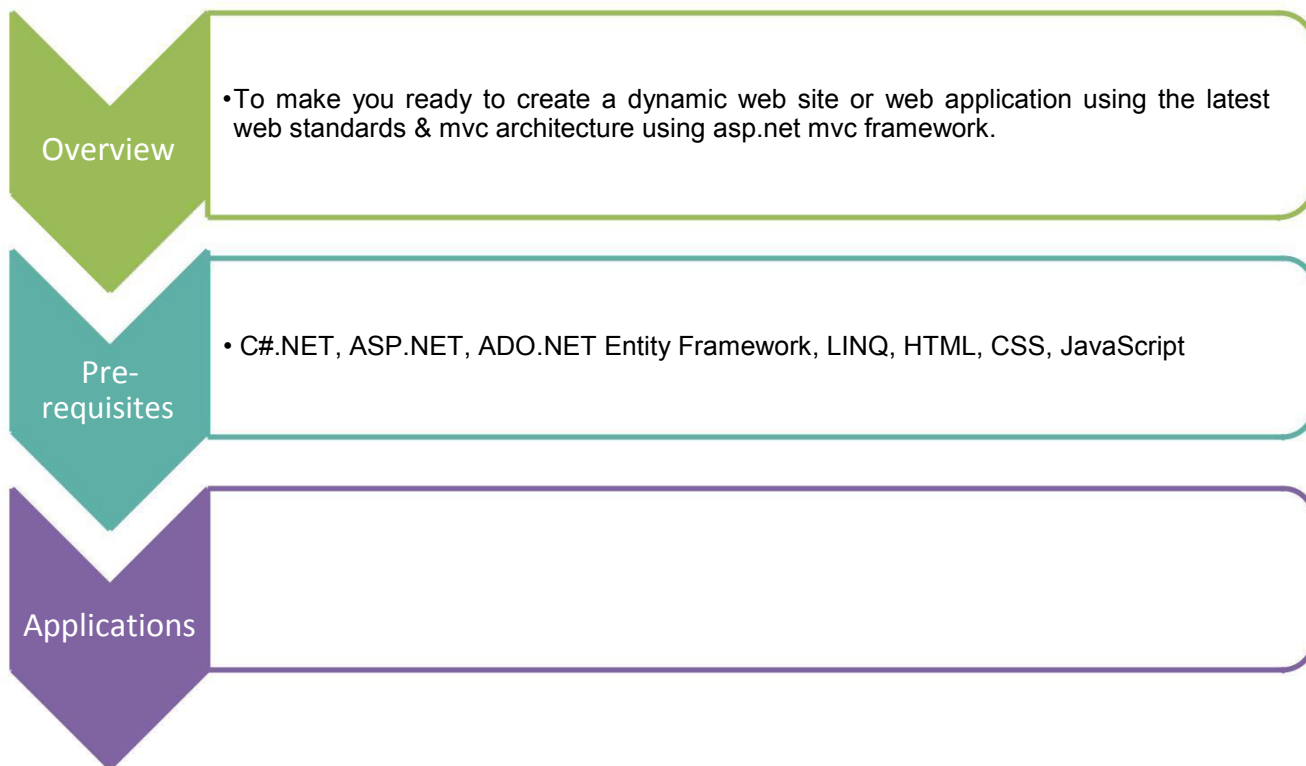 Overview
•To make you ready to create a dynamic web site or web application using the latest
web standards & mvc architecture using asp.net mvc framework.
Pre-
requisites
• C#.NET, ASP.NET, ADO.NET Entity Framework, LINQ, HTML, CSS, JavaScript
Applications